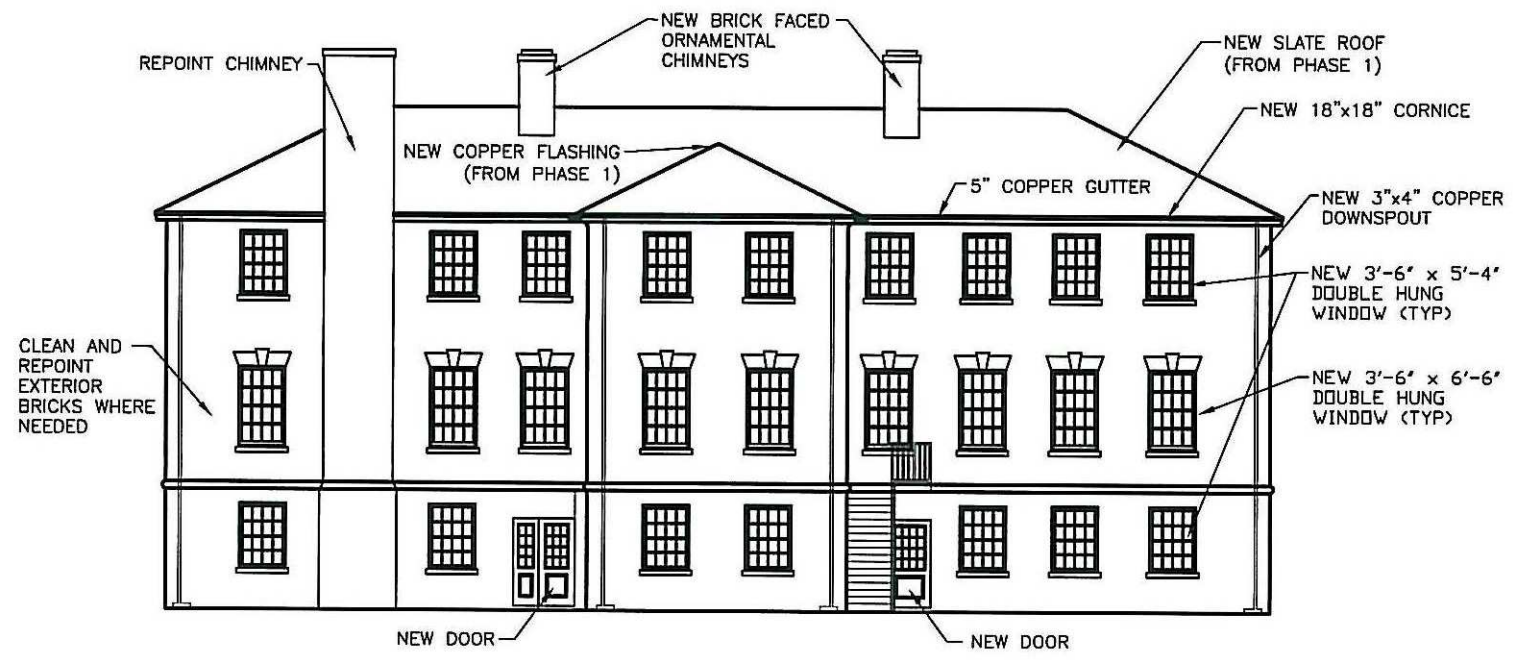 NEW BRICK FACED
ORNAMENTAL
CHIMNEYS
REPOINT CHIMNEY
NEW SLATE ROOF
(FROM PHASE 1)
NEW 18"x18" CORNICE
NEW COPPER FLASHING
(FROM PHASE 1)
5" COPPER GUTTER
NEW 3"x4" COPPER
DOWNSPOUT
NEW 3'-6" x 5'-4"
DOUBLE HUNG
WINDOW (TYP)
CLEAN AND
REPOINT
EXTERIOR
BRICKS WHERE
NEEDED
NEW 3'-6" x 6'-6"
DOUBLE HUNG
WINDOW (TYP)
NEW DOOR
NEW DOOR